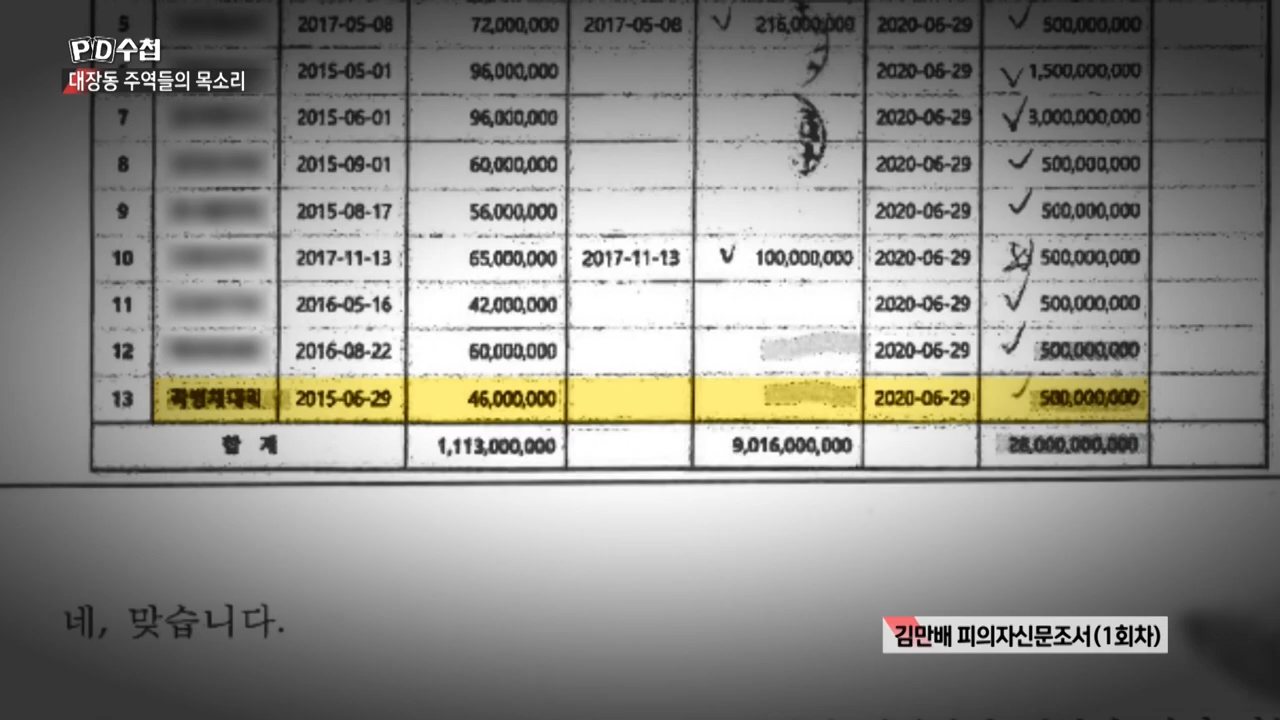 PD수첩
대장동 주역들의 목소리
5 2017-05-08 72,000,000 2017-05-08 216,000,000 2020-06-29 500,000,000
2015-05-01 96,000,000 2020-06-29 1,500,000,000
7 2015-06-01 96,000,000 2020-06-29 3,000,000,000
8 2015-09-01 60,000,000 2020-06-29 500,000,000
9 2015-08-17 56,000,000 2020-06-29 500,000,000
10 2017-11-13 65,000,000 2017-11-13 100,000,000 2020-06-29 500,000,000
11 2016-05-16 42,000,000 2020-06-29 500,000,000
12 2016-08-22 60,000,000 2020-06-29 500,000,000
13 2015-06-29 46,000,000 2020-06-29 500,000,000
합 계 1,113,000,000 9,016,000,000 28,000,000,000
네, 맞습니다.
김만배 피의자신문조서(1회차)